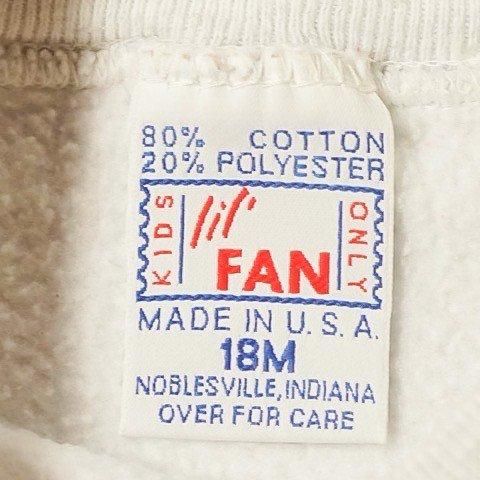 80% COTTON
20% POLYESTER
KIDS
lil'
FAN
ONLY
MADE IN U.S.A.
18M
NOBLESVILLE, INDIANA
OVER FOR CARE